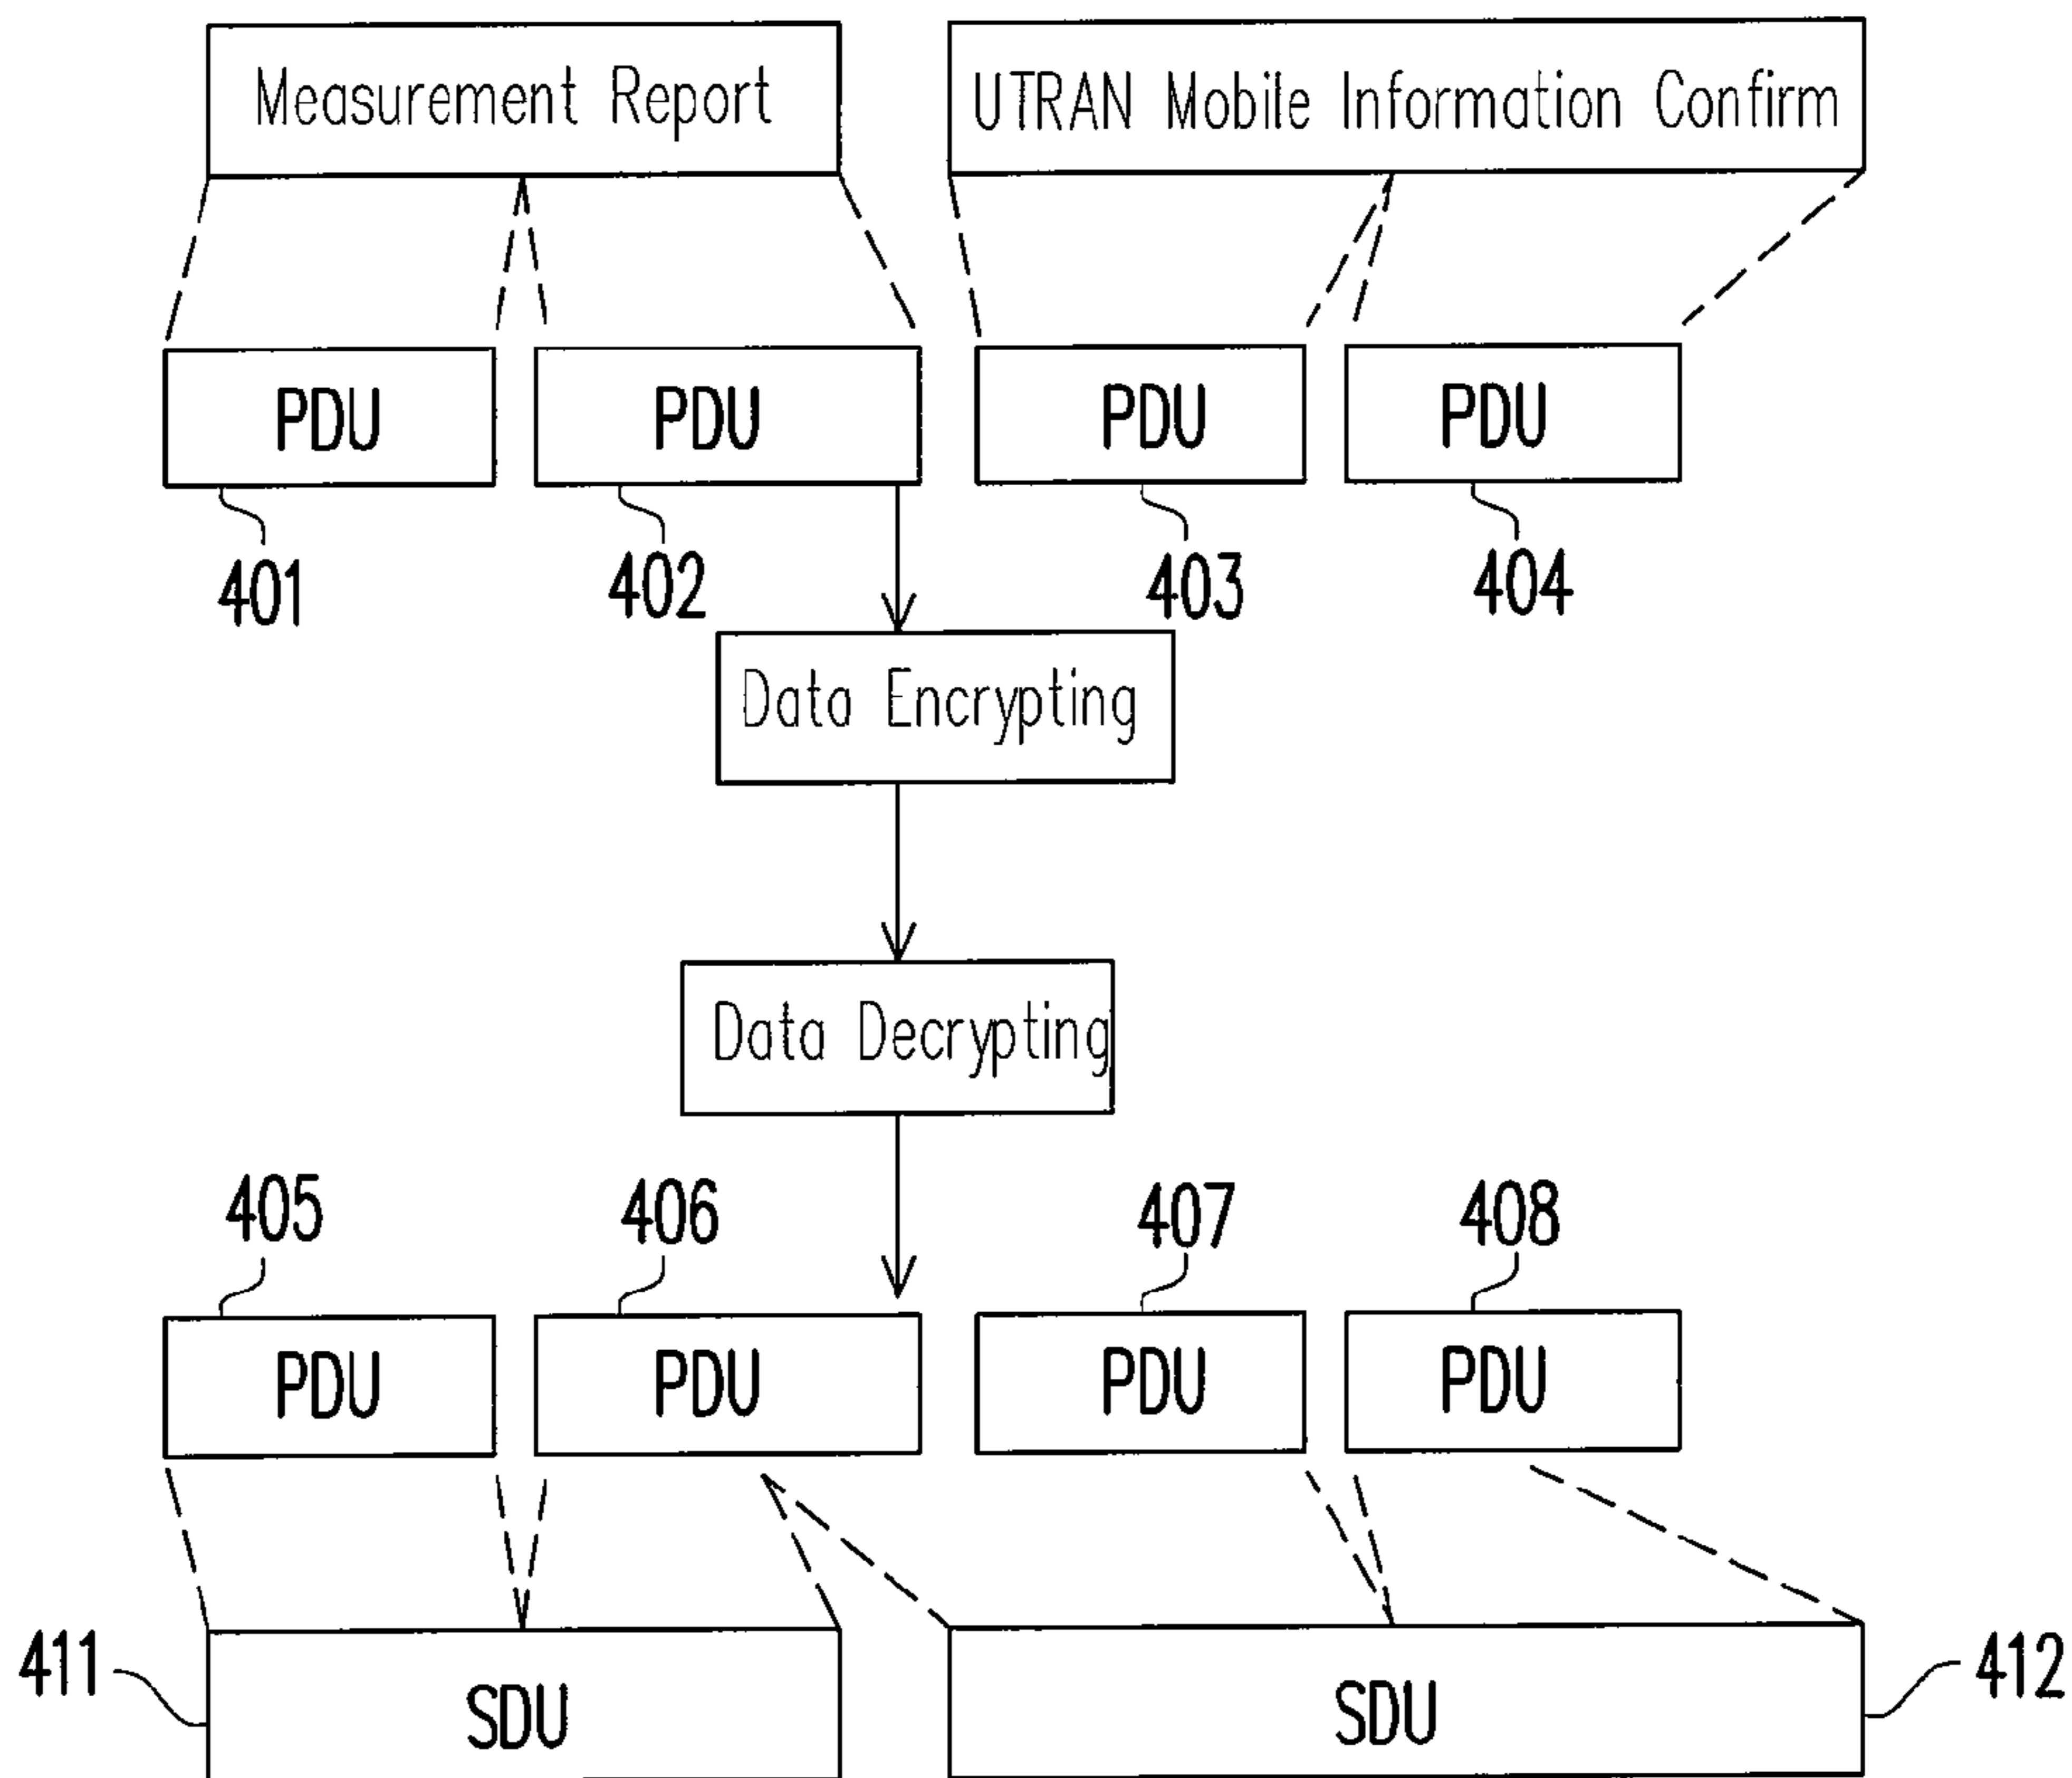 Measurement Report
UTRAN Mobile Information Confirm
PDU
PDU
PDU
PDU
401
402
403
404
Data Encrypting
Data Decrypting
405
406
407
408
PDU
PDU
PDU
PDU
411
SDU
SDU
412